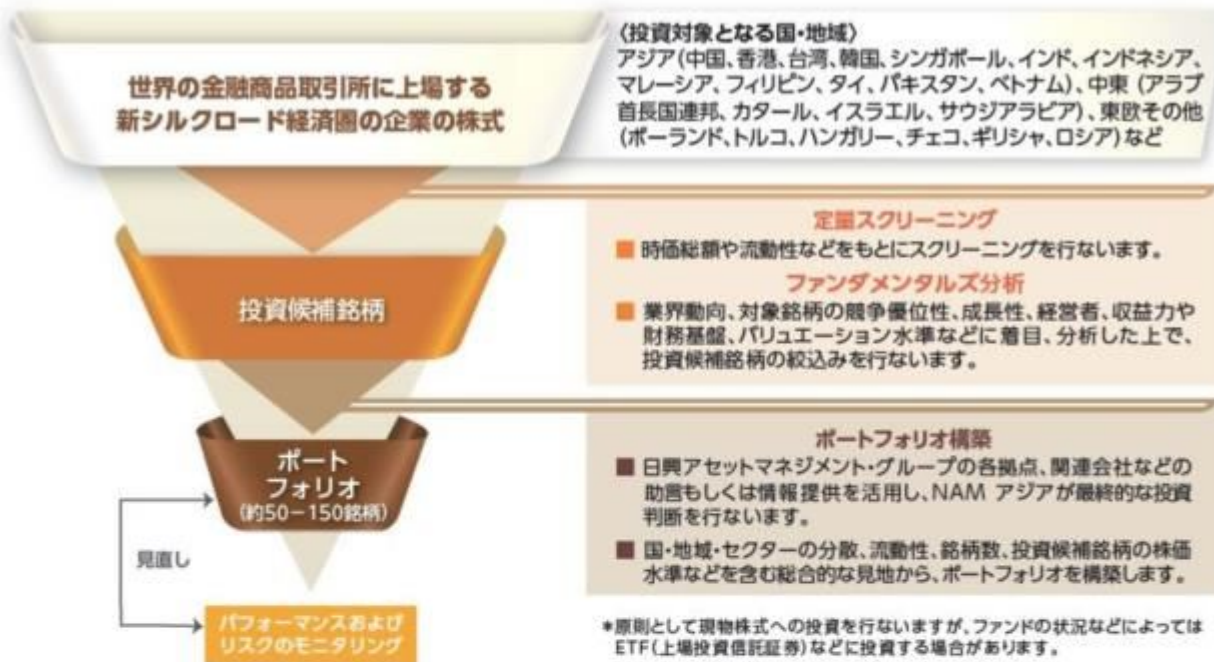 世界の金融商品取引所に上場する
新シルクロード経済圏の企業の株式
〈投資対象となる国・地域〉
アジア(中国、香港、台湾、韓国、シンガポール、インド、インドネシア、
マレーシア、フィリピン、タイ、パキスタン、ベトナム)、中東(アラブ
首長国連邦、カタール、イスラエル、サウジアラビア)、東欧その他
(ポーランド、トルコ、ハンガリー、チェコ、ギリシャ、ロシア)など
投資候補銘柄
定量スクリーニング
■ 時価総額や流動性などをもとにスクリーニングを行ないます。
ファンダメンタルズ分析
■ 業界動向、対象銘柄の競争優位性、成長性、経営者、収益力や
財務基盤、バリュエーション水準などに着目、分析した上で、
投資候補銘柄の絞込みを行ないます。
ポート
フォリオ
(約50-150銘柄)
ポートフォリオ構築
■ 日興アセットマネジメント・グループの各拠点、関連会社などの
助言もしくは情報提供を活用し、NAM アジアが最終的な投資
判断を行ないます。
■ 国・地域・セクターの分散、流動性、銘柄数、投資候補銘柄の株価
水準などを含む総合的な見地から、ポートフォリオを構築します。
見直し
パフォーマンスおよび
リスクのモニタリング
*原則として現物株式への投資を行ないますが、ファンドの状況などによっては
ETF(上場投資信託証券)などに投資する場合があります。